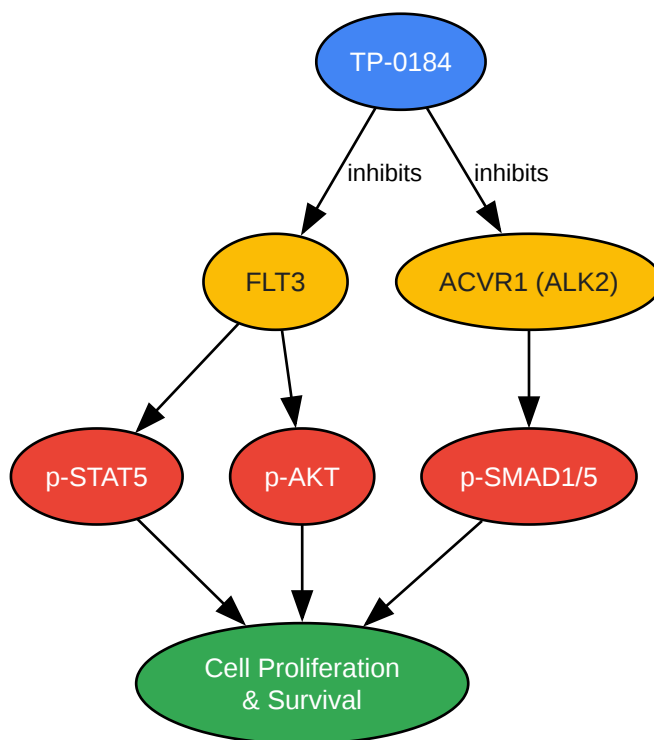 TP-0184
inhibits
inhibits
FLT3
ACVR1 (ALK2)
p-STAT5
p-AKT
p-SMAD1/5
Cell Proliferation
& Survival